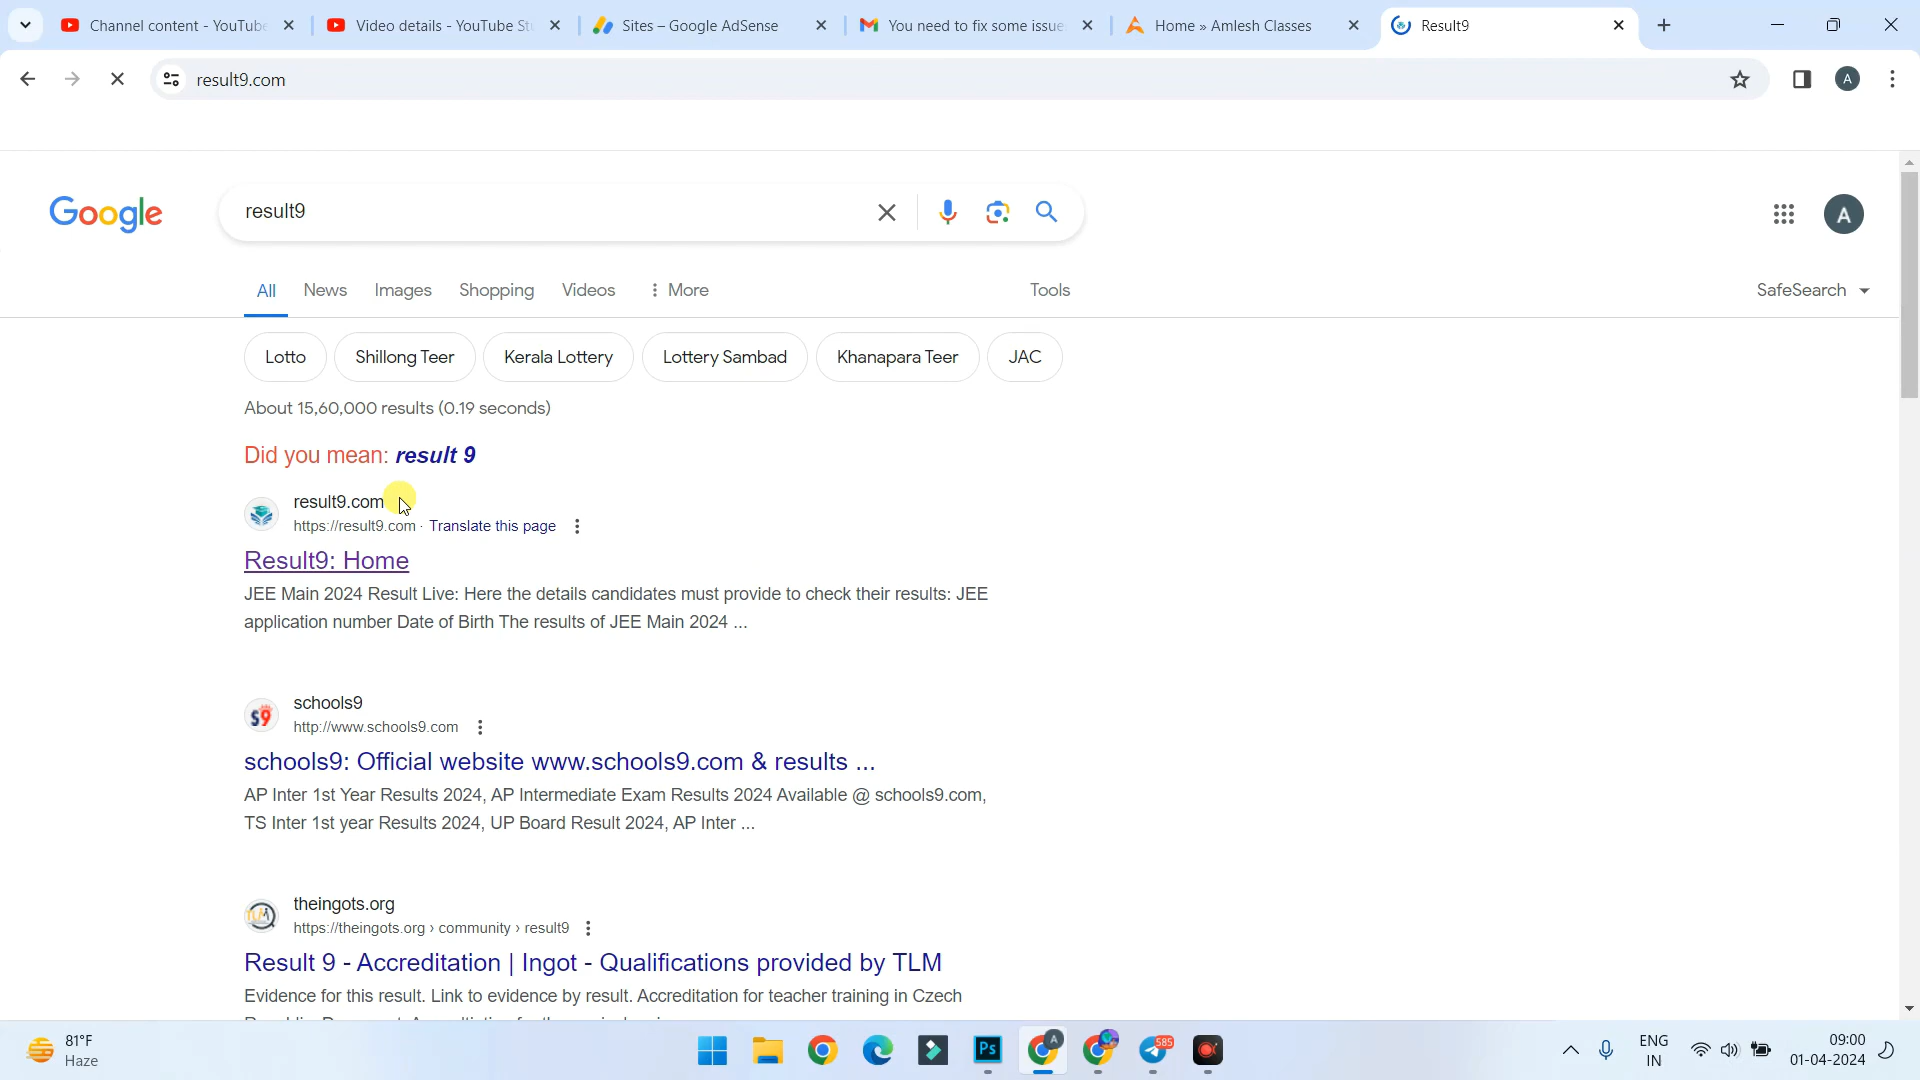 Channel content - YouTube
Video details - YouTube St
Sites – Google AdSense
You need to fix some issue
Home » Amlesh Classes
Result9
result9.com
A
Google
result9
A
All
News
Images
Shopping
Videos
More
Tools
SafeSearch
Lotto
Shillong Teer
Kerala Lottery
Lottery Sambad
Khanapara Teer
JAC
About 15,60,000 results (0.19 seconds)
Did you mean: result 9
result9.com
https://result9.com · Translate this page
Result9: Home
JEE Main 2024 Result Live: Here the details candidates must provide to check their results: JEE
application number Date of Birth The results of JEE Main 2024 ...
S9
schools9
http://www.schools9.com
schools9: Official website www.schools9.com & results ...
AP Inter 1st Year Results 2024, AP Intermediate Exam Results 2024 Available @ schools9.com,
TS Inter 1st year Results 2024, UP Board Result 2024, AP Inter ...
TLM
theingots.org
https://theingots.org › community › result9
Result 9 - Accreditation | Ingot - Qualifications provided by TLM
Evidence for this result. Link to evidence by result. Accreditation for teacher training in Czech
81°F
Haze
Ps
A
585
ENG
IN
09:00
01-04-2024